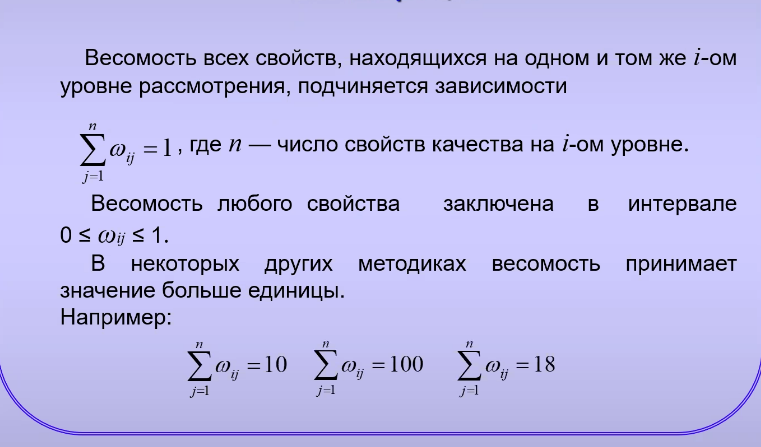 Весомость всех свойств, находящихся на одном и том же i-ом
уровне рассмотрения, подчиняется зависимости
$\sum_{j=1}^{n} \omega_{ij} = 1$, где n — число свойств качества на i-ом уровне.
Весомость любого свойства заключена в интервале
0 ≤ ω_{ij} ≤ 1.
В некоторых других методиках весомость принимает
значение больше единицы.
Например:
$\sum_{j=1}^{n} \omega_{ij} = 10$ $\sum_{j=1}^{n} \omega_{ij} = 100$ $\sum_{j=1}^{n} \omega_{ij} = 18$